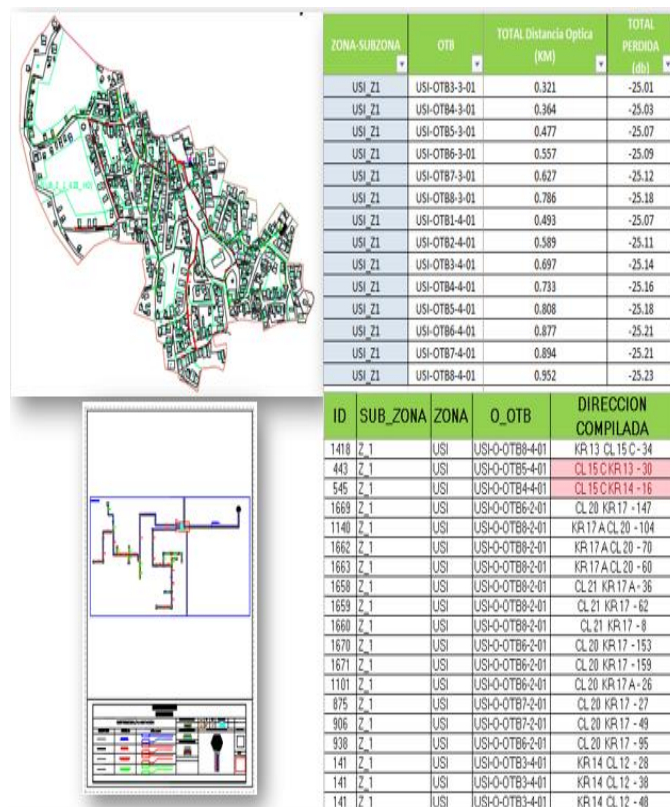 ZONA-SUBZONA OTB TOTAL Distancia Optica (KM) TOTAL PERDIDA (db)
USI_Z1 USI-OTB3-3-01 0.321 -25.01
USI_Z1 USI-OTB4-3-01 0.364 -25.03
USI_Z1 USI-OTB5-3-01 0.477 -25.07
USI_Z1 USI-OTB6-3-01 0.557 -25.09
USI_Z1 USI-OTB7-3-01 0.627 -25.12
USI_Z1 USI-OTB8-3-01 0.786 -25.18
USI_Z1 USI-OTB1-4-01 0.493 -25.07
USI_Z1 USI-OTB2-4-01 0.589 -25.11
USI_Z1 USI-OTB3-4-01 0.697 -25.14
USI_Z1 USI-OTB4-4-01 0.733 -25.16
USI_Z1 USI-OTB5-4-01 0.808 -25.18
USI_Z1 USI-OTB6-4-01 0.877 -25.21
USI_Z1 USI-OTB7-4-01 0.894 -25.21
USI_Z1 USI-OTB8-4-01 0.952 -25.23
ID SUB_ZONA ZONA O_OTB DIRECCION COMPILADA
1418 Z_1 USI USI-O-OTB8-4-01 KR 13 CL 15 C - 34
443 Z_1 USI USI-O-OTB5-4-01 CL 15 C KR 13 - 30
545 Z_1 USI USI-O-OTB4-4-01 CL 15 C KR 14 - 16
1669 Z_1 USI USI-O-OTB6-2-01 CL 20 KR 17 - 147
1140 Z_1 USI USI-O-OTB8-2-01 KR 17 A CL 20 - 104
1662 Z_1 USI USI-O-OTB8-2-01 KR 17 A CL 20 - 70
1663 Z_1 USI USI-O-OTB8-2-01 KR 17 A CL 20 - 60
1658 Z_1 USI USI-O-OTB8-2-01 CL 21 KR 17 A - 36
1659 Z_1 USI USI-O-OTB8-2-01 CL 21 KR 17 - 62
1660 Z_1 USI USI-O-OTB8-2-01 CL 21 KR 17 - 8
1670 Z_1 USI USI-O-OTB6-2-01 CL 20 KR 17 - 153
1671 Z_1 USI USI-O-OTB6-2-01 CL 20 KR 17 - 159
1101 Z_1 USI USI-O-OTB6-2-01 CL 20 KR 17 A - 26
875 Z_1 USI USI-O-OTB7-2-01 CL 20 KR 17 - 27
906 Z_1 USI USI-O-OTB7-2-01 CL 20 KR 17 - 49
938 Z_1 USI USI-O-OTB6-2-01 CL 20 KR 17 - 95
141 Z_1 USI USI-O-OTB3-4-01 KR 14 CL 12 - 28
141 Z_1 USI USI-O-OTB3-4-01 KR 14 CL 12 - 38
141 Z_1 USI USI-O-OTB3-4-01 KR 14 CL 12 - 48